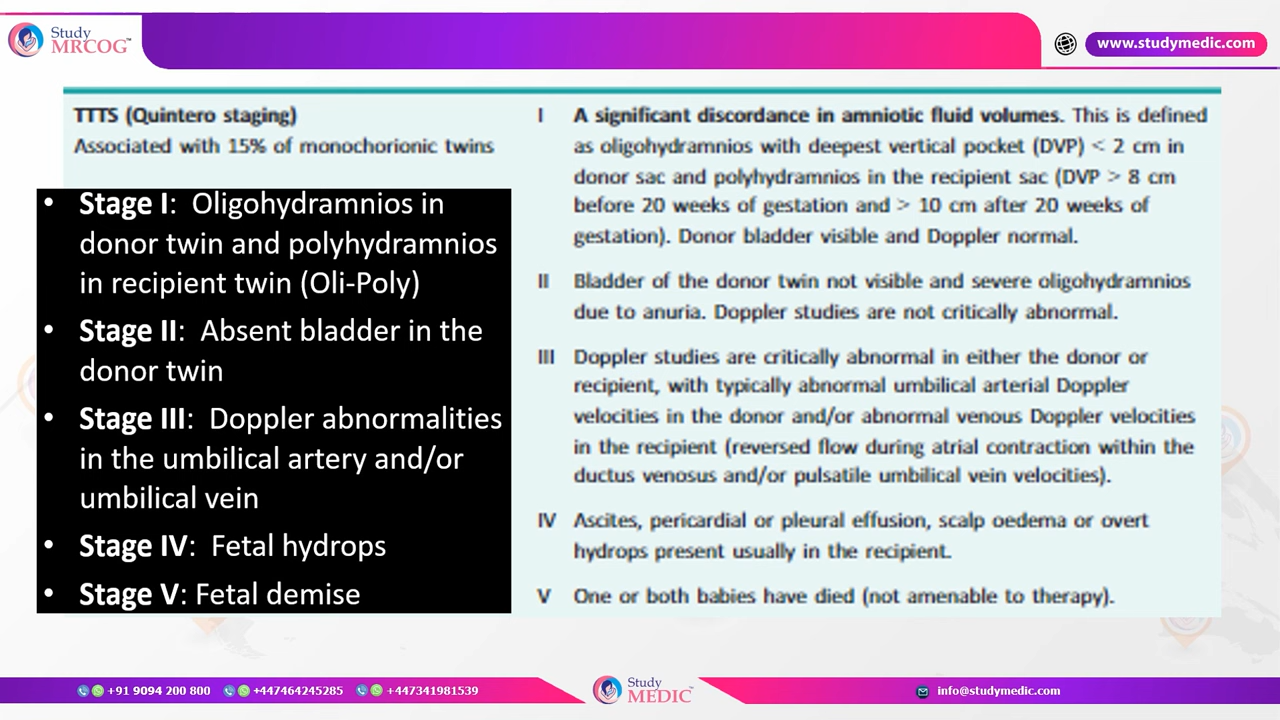 Study
MRCOG™
www.studymedic.com
TTTS (Quintero staging)
Associated with 15% of monochorionic twins
• Stage I: Oligohydramnios in
donor twin and polyhydramnios
in recipient twin (Oli-Poly)
• Stage II: Absent bladder in the
donor twin
• Stage III: Doppler abnormalities
in the umbilical artery and/or
umbilical vein
• Stage IV: Fetal hydrops
• Stage V: Fetal demise
I A significant discordance in amniotic fluid volumes. This is defined
as oligohydramnios with deepest vertical pocket (DVP) < 2 cm in
donor sac and polyhydramnios in the recipient sac (DVP > 8 cm
before 20 weeks of gestation and > 10 cm after 20 weeks of
gestation). Donor bladder visible and Doppler normal.
II Bladder of the donor twin not visible and severe oligohydramnios
due to anuria. Doppler studies are not critically abnormal.
III Doppler studies are critically abnormal in either the donor or
recipient, with typically abnormal umbilical arterial Doppler
velocities in the donor and/or abnormal venous Doppler velocities
in the recipient (reversed flow during atrial contraction within the
ductus venosus and/or pulsatile umbilical vein velocities).
IV Ascites, pericardial or pleural effusion, scalp oedema or overt
hydrops present usually in the recipient.
V One or both babies have died (not amenable to therapy).
+91 9094 200 800 +447464245285 +447341981539
Study
MEDIC™
info@studymedic.com